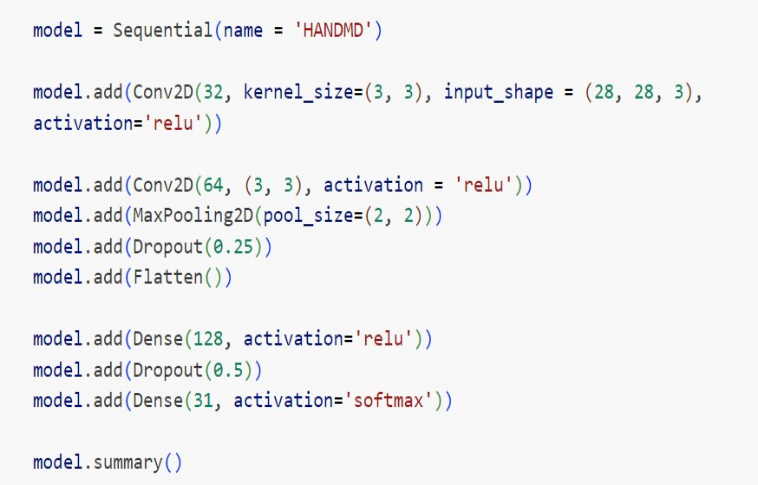 model = Sequential(name = 'HANDMD')
model.add(Conv2D(32, kernel_size=(3, 3), input_shape = (28, 28, 3),
activation='relu'))
model.add(Conv2D(64, (3, 3), activation = 'relu'))
model.add(MaxPooling2D(pool_size=(2, 2)))
model.add(Dropout(0.25))
model.add(Flatten())
model.add(Dense(128, activation='relu'))
model.add(Dropout(0.5))
model.add(Dense(31, activation='softmax'))
model.summary()